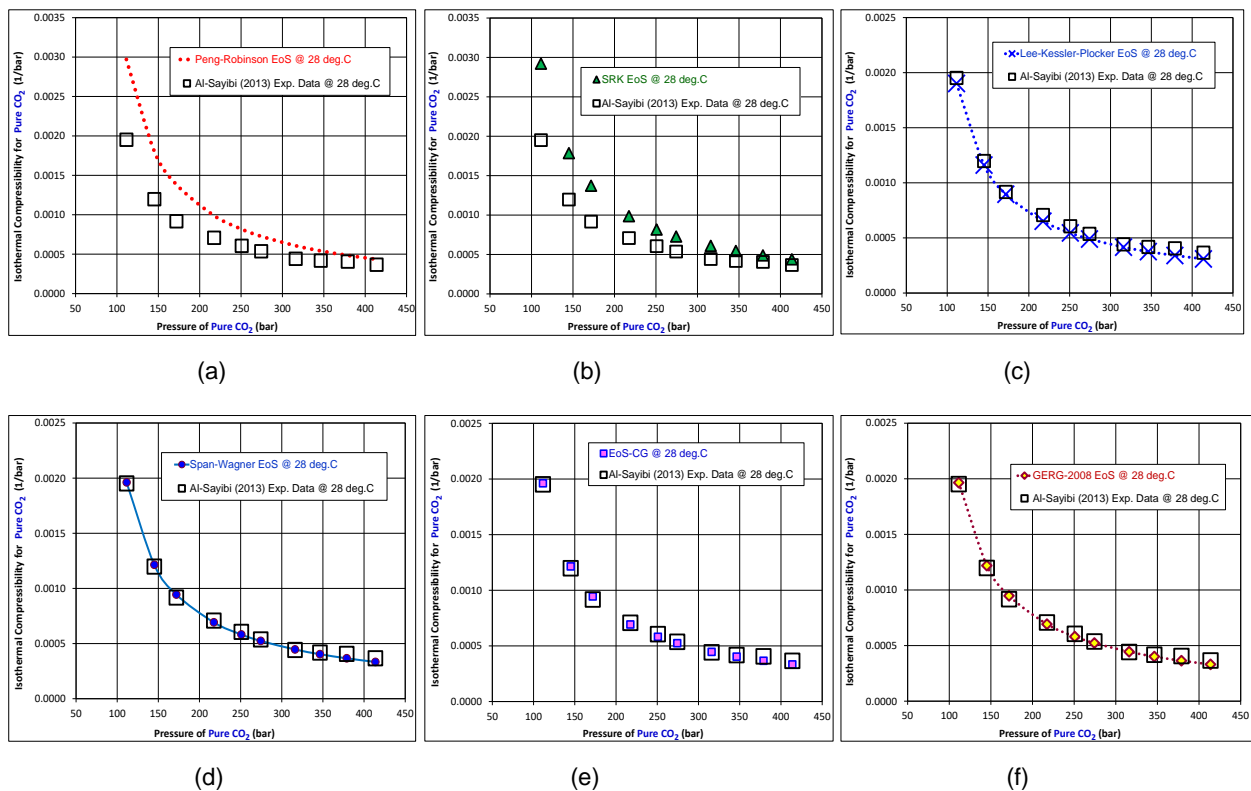 Isothermal Compressibility for Pure CO2 (1/bar)
0.0035
0.0030
0.0025
0.0020
0.0015
0.0010
0.0005
0.0000
Peng-Robinson EoS @ 28 deg.C
Al-Sayibi (2013) Exp. Data @ 28 deg.C
50 100 150 200 250 300 350 400 450
Pressure of Pure CO2 (bar)
(a)
Isothermal Compressibility for Pure CO2 (1/bar)
0.0035
0.0030
0.0025
0.0020
0.0015
0.0010
0.0005
0.0000
SRK EoS @ 28 deg.C
Al-Sayibi (2013) Exp. Data @ 28 deg.C
50 100 150 200 250 300 350 400 450
Pressure of Pure CO2 (bar)
(b)
Isothermal Compressibility for Pure CO2 (1/bar)
0.0025
0.0020
0.0015
0.0010
0.0005
0.0000
Lee-Kessler-Plocker EoS @ 28 deg.C
Al-Sayibi (2013) Exp. Data @ 28 deg.C
50 100 150 200 250 300 350 400 450
Pressure of Pure CO2 (bar)
(c)
Isothermal Compressibility for Pure CO2 (1/bar)
0.0025
0.0020
0.0015
0.0010
0.0005
0.0000
Span-Wagner EoS @ 28 deg.C
Al-Sayibi (2013) Exp. Data @ 28 deg.C
50 100 150 200 250 300 350 400 450
Pressure of Pure CO2 (bar)
(d)
Isothermal Compressibility for Pure CO2 (1/bar)
0.0025
0.0020
0.0015
0.0010
0.0005
0.0000
EoS-CG @ 28 deg.C
Al-Sayibi (2013) Exp. Data @ 28 deg.C
50 100 150 200 250 300 350 400 450
Pressure of Pure CO2 (bar)
(e)
Isothermal Compressibility for Pure CO2 (1/bar)
0.0025
0.0020
0.0015
0.0010
0.0005
0.0000
GERG-2008 EoS @ 28 deg.C
Al-Sayibi (2013) Exp. Data @ 28 deg.C
50 100 150 200 250 300 350 400 450
Pressure of Pure CO2 (bar)
(f)